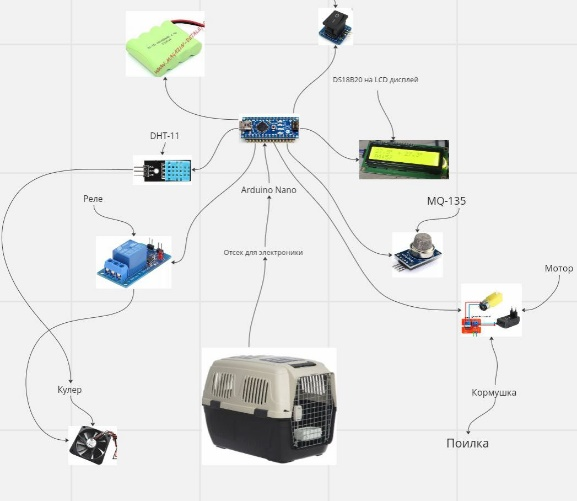 DS18B20 на LCD дисплей
DHT-11
Arduino Nano
MQ-135
Реле
Отсек для электроники
Мотор
Кулер
Кормушка
Поилка